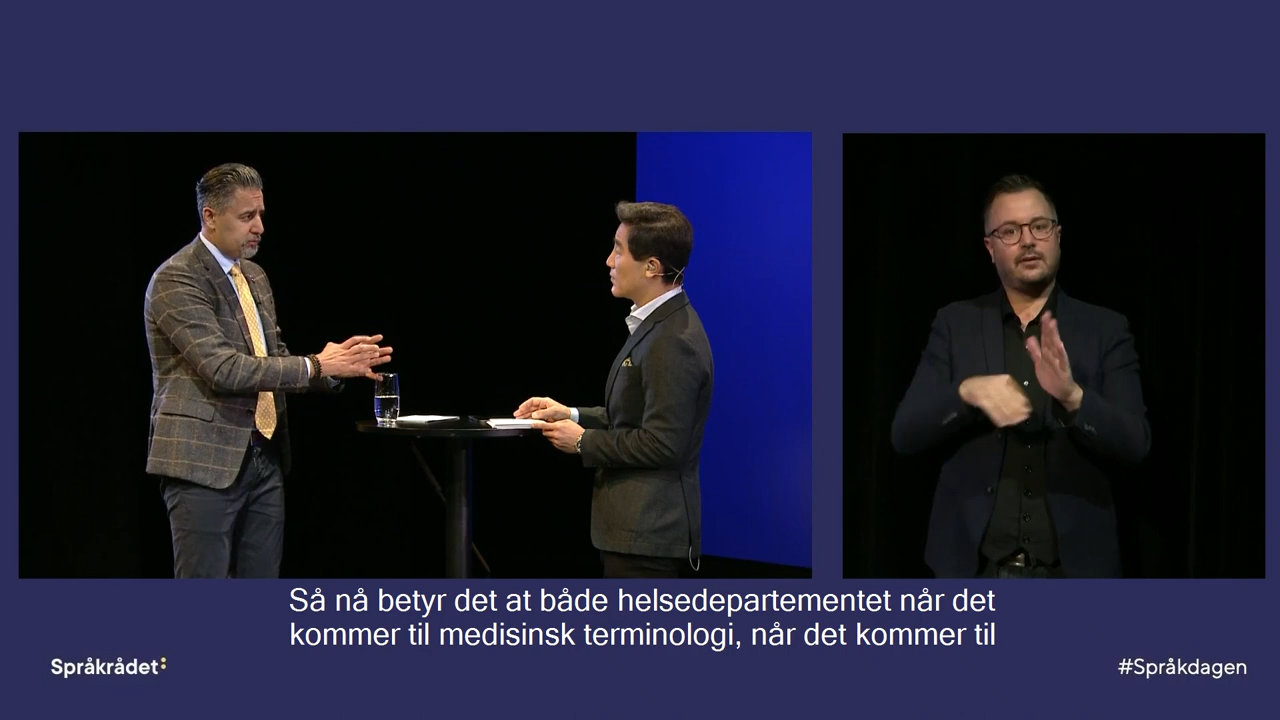 Så nå betyr det at både helsedepartementet når det
kommer til medisinsk terminologi, når det kommer til
Språkrådet:
#Språkdagen